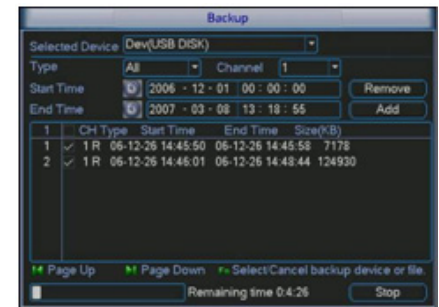 Backup
Selected Device Dev(USB DISK)
Type All Channel 1
Start Time 2006 - 12 - 01 00 : 00 : 00 Remove
End Time 2007 - 03 - 08 13 : 18 : 55 Add
1 CH Type Start Time End Time Size(KB)
1 1 R 06-12-26 14:45:50 06-12-26 14:45:58 7178
2 1 R 06-12-26 14:46:01 06-12-26 14:48:44 124930
Page Up Page Down Select/Cancel backup device or file.
Remaining time 0:4:26 Stop